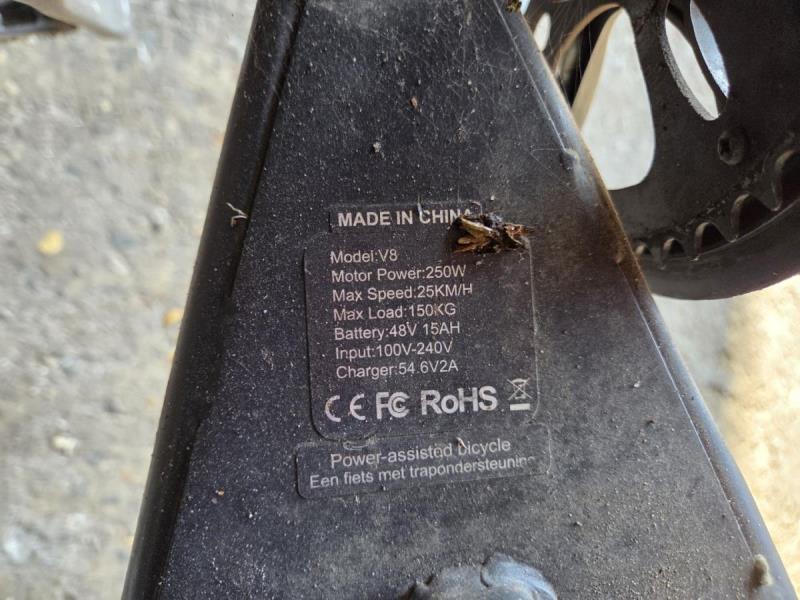 MADE IN CHINA
Model:V8
Motor Power:250W
Max Speed:25KM/H
Max Load:150KG
Battery:48V 15AH
Input:100V-240V
Charger:54.6V2A
CE FC RoHS
Power-assisted bicycle
Een fiets met trapondersteuning